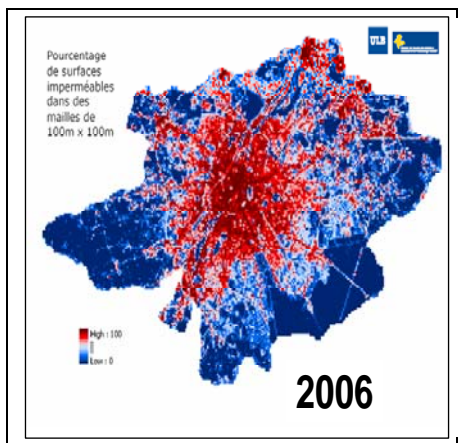 Pourcentage
de surfaces
imperméables
dans des
mailles de
100m x 100m
ULB
High : 100
Low : 0
2006